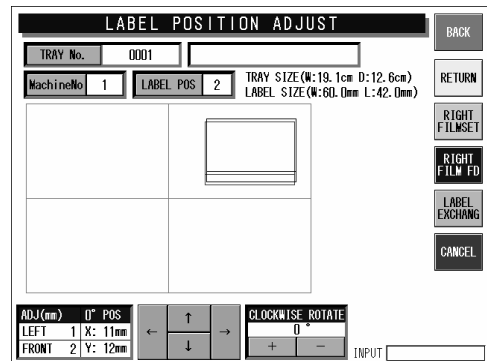 LABEL POSITION ADJUST
BACK
TRAY No. 0001
MachineNo 1 LABEL POS 2
TRAY SIZE(W:19.1cm D:12.6cm)
LABEL SIZE(W:60.0mm L:42.0mm)
RETURN
RIGHT
FILMSET
RIGHT
FILM FD
LABEL
EXCHANG
CANCEL
ADJ(mm) 0° POS
LEFT 1 X: 11mm
FRONT 2 Y: 12mm
← ↑ ↓ →
CLOCKWISE ROTATE
0°
+ −
INPUT